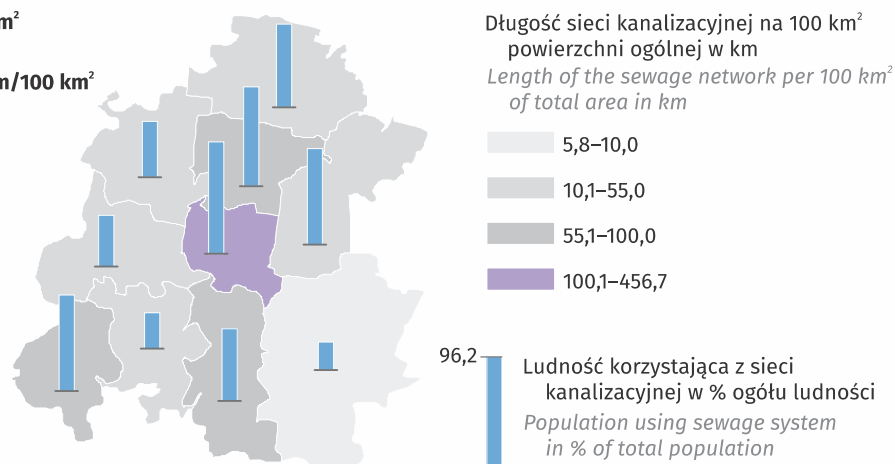 m²
m/100 km²
Długość sieci kanalizacyjnej na 100 km²
powierzchni ogólnej w km
Length of the sewage network per 100 km²
of total area in km
5,8–10,0
10,1–55,0
55,1–100,0
100,1–456,7
96,2
Ludność korzystająca z sieci
kanalizacyjnej w % ogółu ludności
Population using sewage system
in % of total population